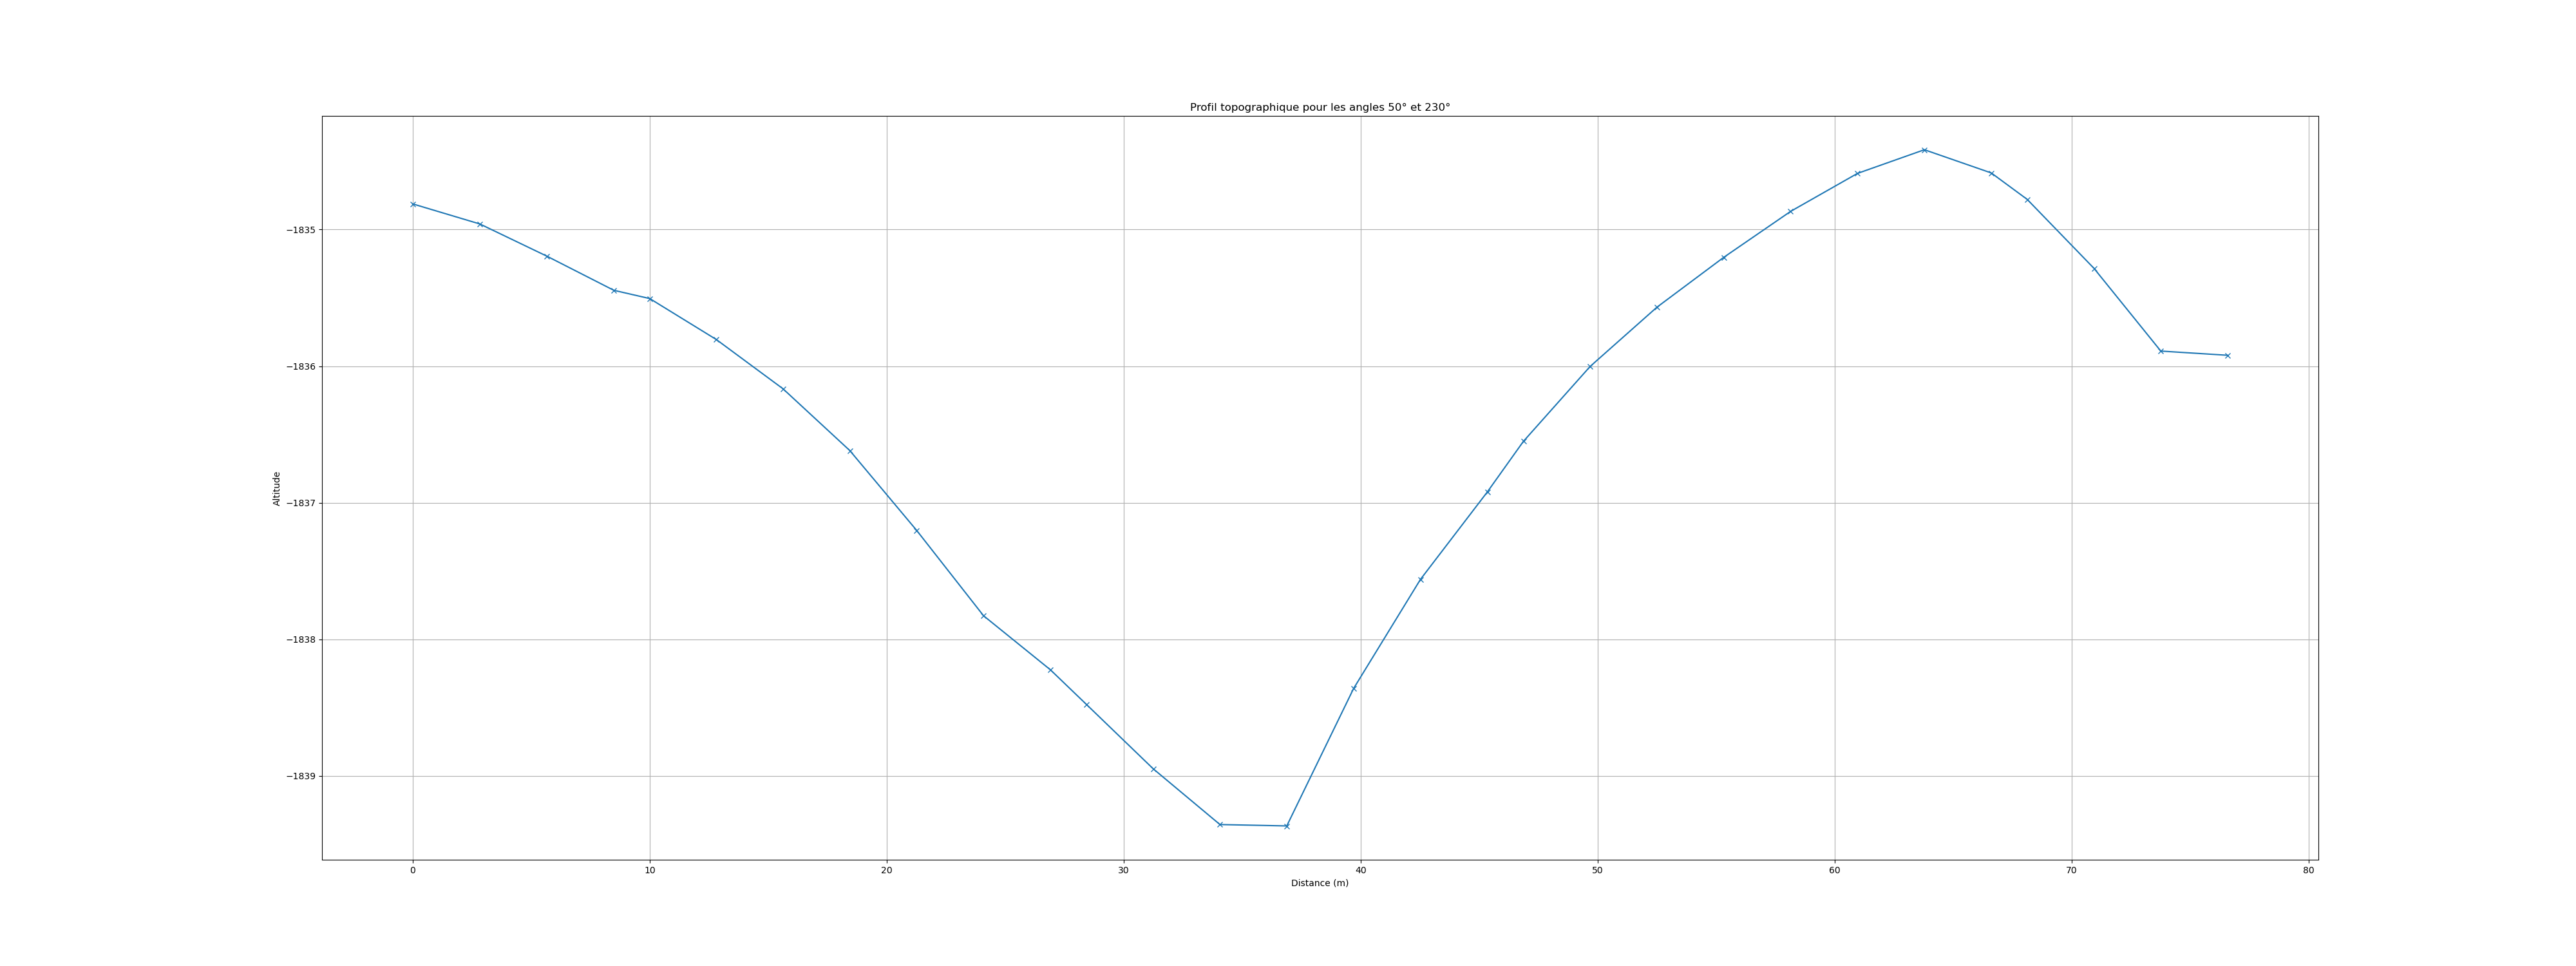 Profil topographique pour les angles 50° et 230°
Altitude
−1835
−1836
−1837
−1838
−1839
0 10 20 30 40 50 60 70 80
Distance (m)